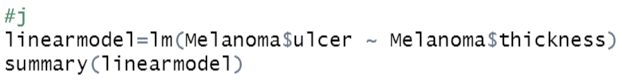 #j
linearmodel=lm(Melanoma$ulcer ~ Melanoma$thickness)
summary(linearmodel)